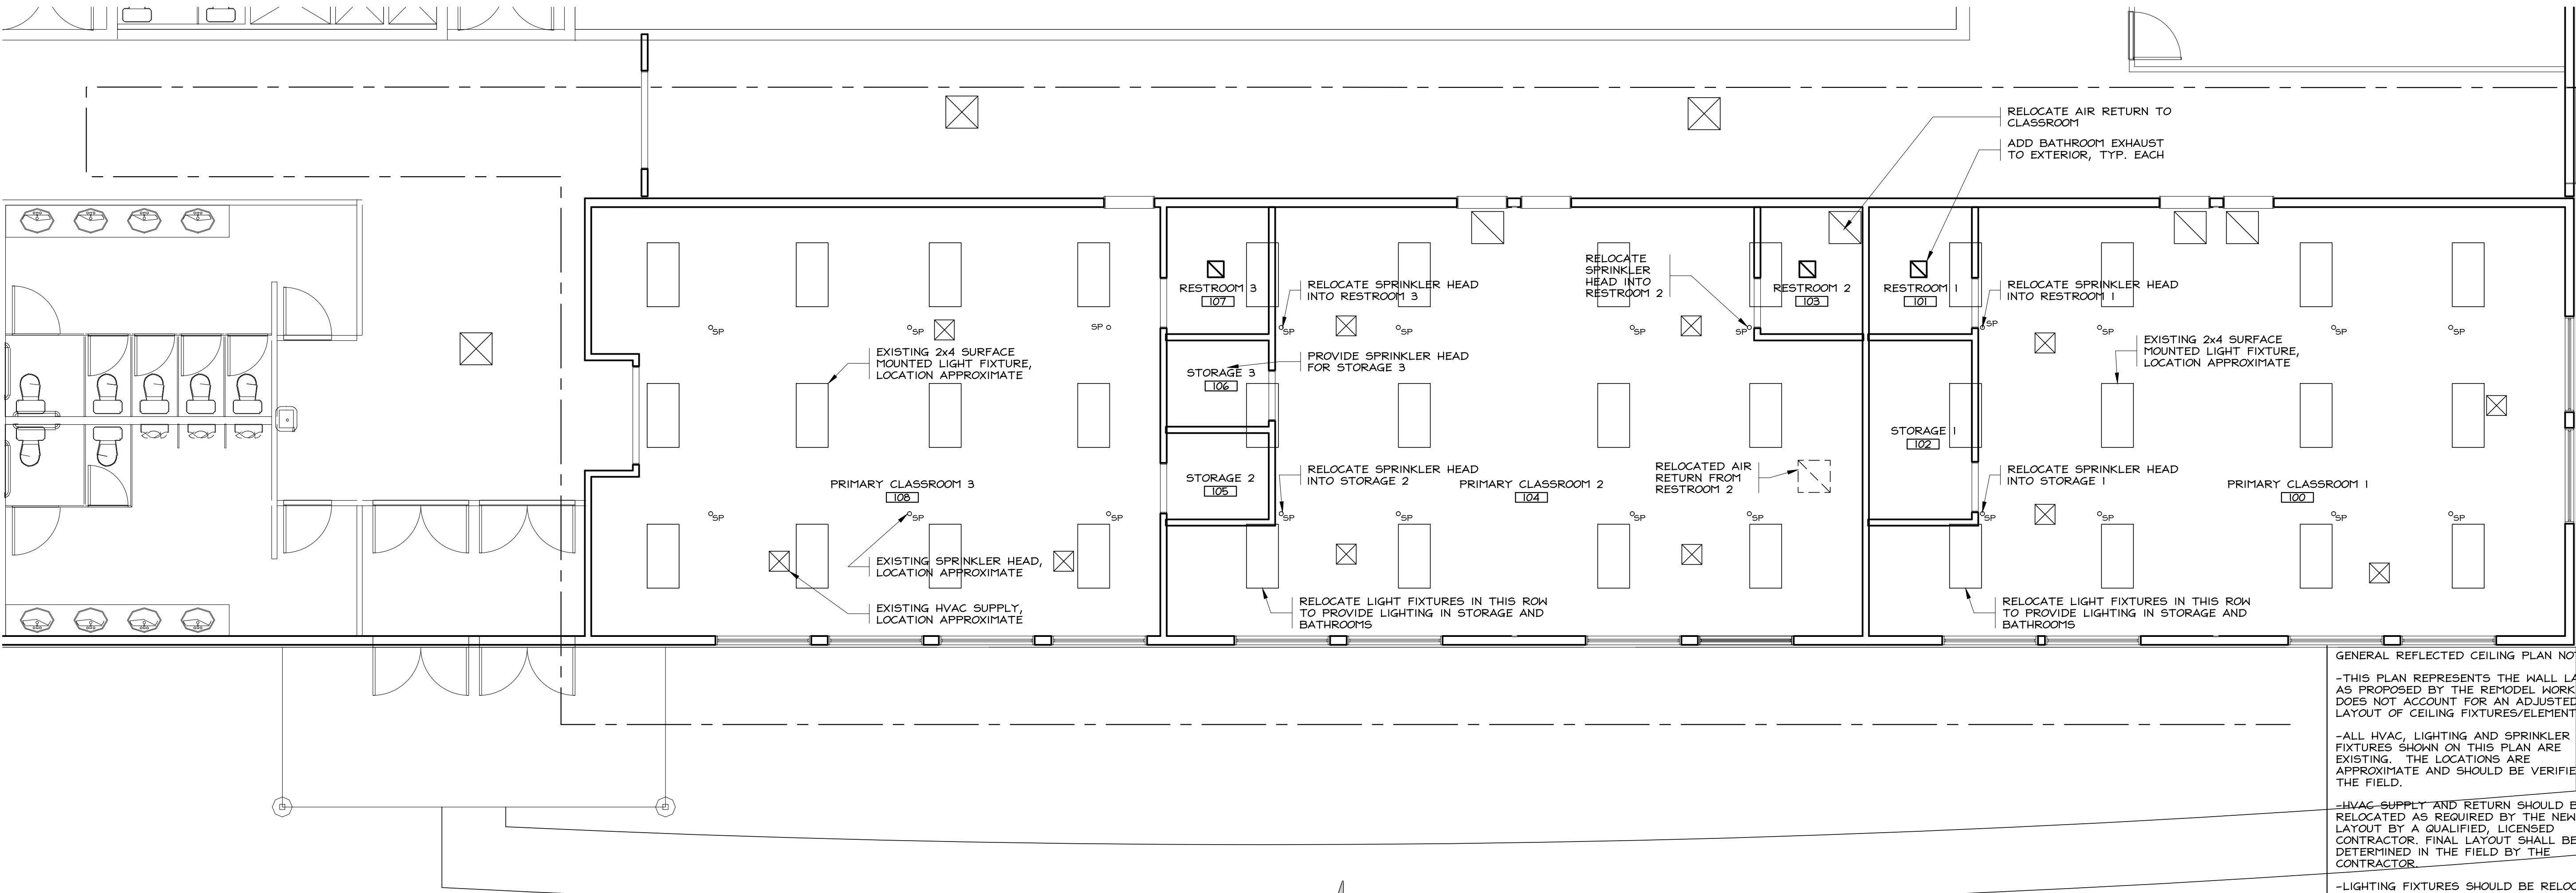 RELOCATE AIR RETURN TO
CLASSROOM
ADD BATHROOM EXHAUST
TO EXTERIOR, TYP. EACH
RESTROOM 3
107
RELOCATE SPRINKLER HEAD
INTO RESTROOM 3
RELOCATE
SPRINKLER
HEAD INTO
RESTROOM 2
RESTROOM 2
103
RESTROOM 1
101
RELOCATE SPRINKLER HEAD
INTO RESTROOM 1
SP
SP
SP
SP
SP
SP
SP
SP
SP
SP
SP
EXISTING 2x4 SURFACE
MOUNTED LIGHT FIXTURE,
LOCATION APPROXIMATE
STORAGE 3
106
PROVIDE SPRINKLER HEAD
FOR STORAGE 3
EXISTING 2x4 SURFACE
MOUNTED LIGHT FIXTURE,
LOCATION APPROXIMATE
STORAGE 1
102
PRIMARY CLASSROOM 3
108
STORAGE 2
105
RELOCATE SPRINKLER HEAD
INTO STORAGE 2
PRIMARY CLASSROOM 2
104
RELOCATED AIR
RETURN FROM
RESTROOM 2
RELOCATE SPRINKLER HEAD
INTO STORAGE 1
PRIMARY CLASSROOM 1
100
SP
SP
SP
SP
SP
SP
SP
SP
SP
SP
SP
EXISTING SPRINKLER HEAD,
LOCATION APPROXIMATE
EXISTING HVAC SUPPLY,
LOCATION APPROXIMATE
RELOCATE LIGHT FIXTURES IN THIS ROW
TO PROVIDE LIGHTING IN STORAGE AND
BATHROOMS
RELOCATE LIGHT FIXTURES IN THIS ROW
TO PROVIDE LIGHTING IN STORAGE AND
BATHROOMS
GENERAL REFLECTED CEILING PLAN
-THIS PLAN REPRESENTS THE WALL
AS PROPOSED BY THE REMODEL WORK
DOES NOT ACCOUNT FOR AN ADJUSTED
LAYOUT OF CEILING FIXTURES/ELEMENT
-ALL HVAC, LIGHTING AND SPRINKLER
FIXTURES SHOWN ON THIS PLAN ARE
EXISTING. THE LOCATIONS ARE
APPROXIMATE AND SHOULD BE
THE FIELD.
-HVAC SUPPLY AND RETURN SHOULD
RELOCATED AS REQUIRED BY THE NEW
LAYOUT BY A QUALIFIED, LICENSED
CONTRACTOR. FINAL LAYOUT SHALL BE
DETERMINED IN THE FIELD BY THE
CONTRACTOR.
-LIGHTING FIXTURES SHOULD BE